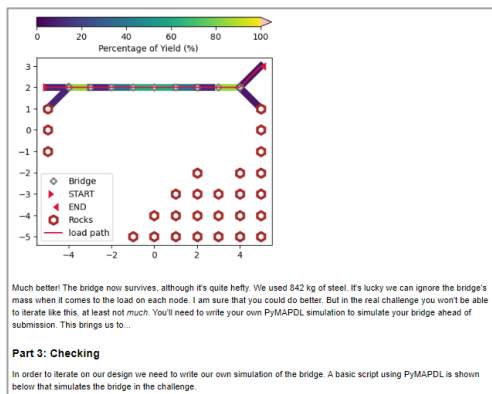 0 20 40 60 80 100
Percentage of Yield (%)
3
2
1
0
−1
−2
−3
−4
−5
Bridge
START
END
Rocks
load path
−4 −2 0 2 4
Much better! The bridge now survives, although it's quite hefty. We used 842 kg of steel. It's lucky we can ignore the bridge's
mass when it comes to the load on each node. I am sure that you could do better. But in the real challenge you won't be able
to iterate like this, at least not much. You'll need to write your own PyMAPDL simulation to simulate your bridge ahead of
submission. This brings us to...
Part 3: Checking
In order to iterate on our design we need to write our own simulation of the bridge. A basic script using PyMAPDL is shown
below that simulates the bridge in the challenge.